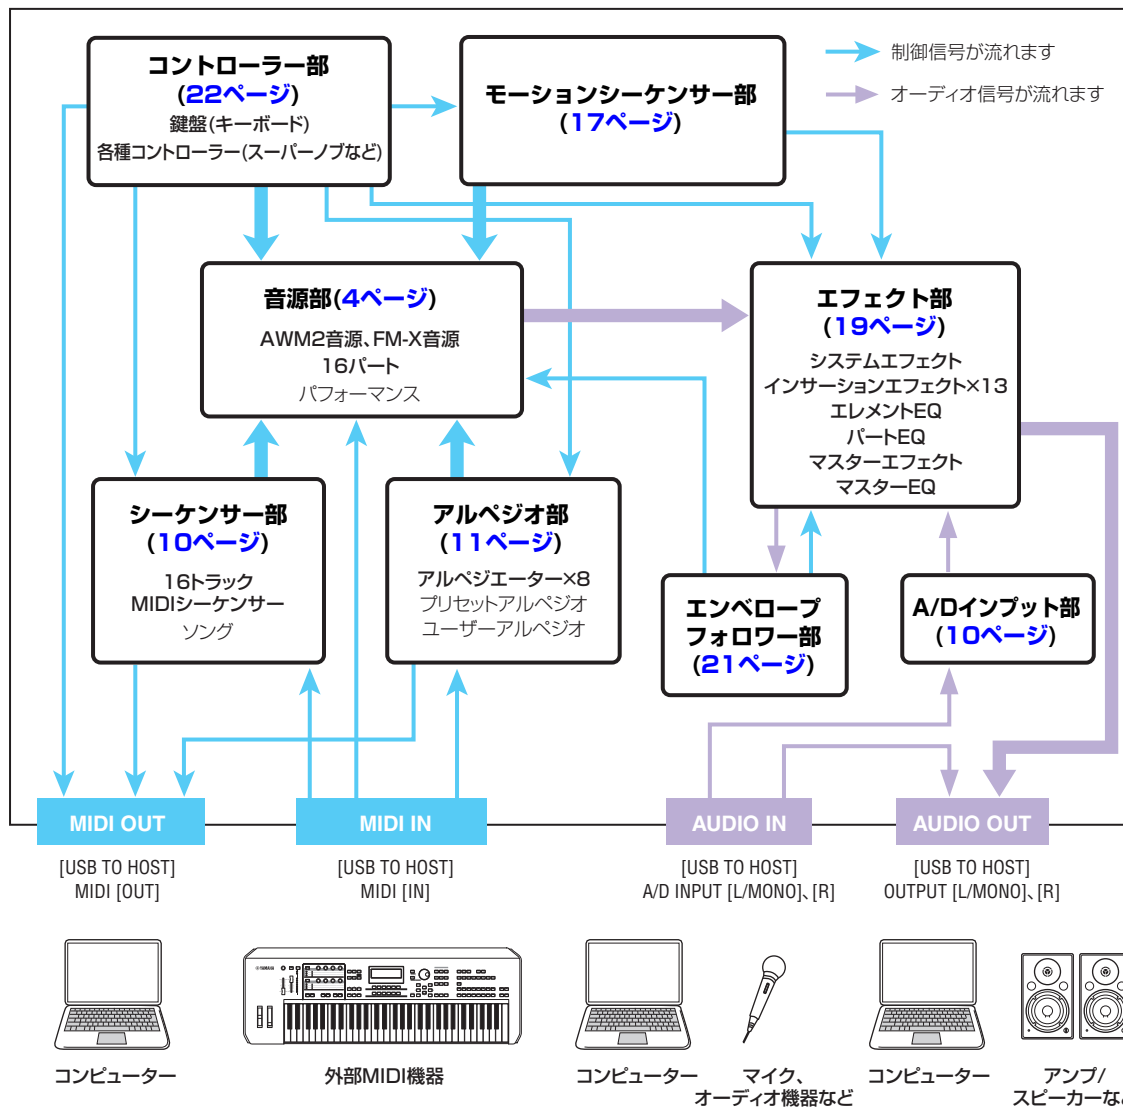 コントローラー部
(22ページ)
鍵盤(キーボード)
各種コントローラー(スーパーノブなど)
モーションシーケンサー部
(17ページ)
制御信号が流れます
オーディオ信号が流れます
音源部(4ページ)
AWM2音源、FM-X音源
16パート
パフォーマンス
エフェクト部
(19ページ)
システムエフェクト
インサーションエフェクト×13
エレメントEQ
パートEQ
マスターエフェクト
マスターEQ
シーケンサー部
(10ページ)
16トラック
MIDIシーケンサー
ソング
アルペジオ部
(11ページ)
アルペジエーター×8
プリセットアルペジオ
ユーザーアルペジオ
エンベロープ
フォロワー部
(21ページ)
A/Dインプット部
(10ページ)
MIDI OUT
MIDI IN
AUDIO IN
AUDIO OUT
[USB TO HOST]
MIDI [OUT]
[USB TO HOST]
MIDI [IN]
[USB TO HOST]
A/D INPUT [L/MONO]、[R]
[USB TO HOST]
OUTPUT [L/MONO]、[R]
YAMAHA
コンピューター
外部MIDI機器
コンピューター
マイク、
オーディオ機器など
コンピューター
アンプ/
スピーカーな